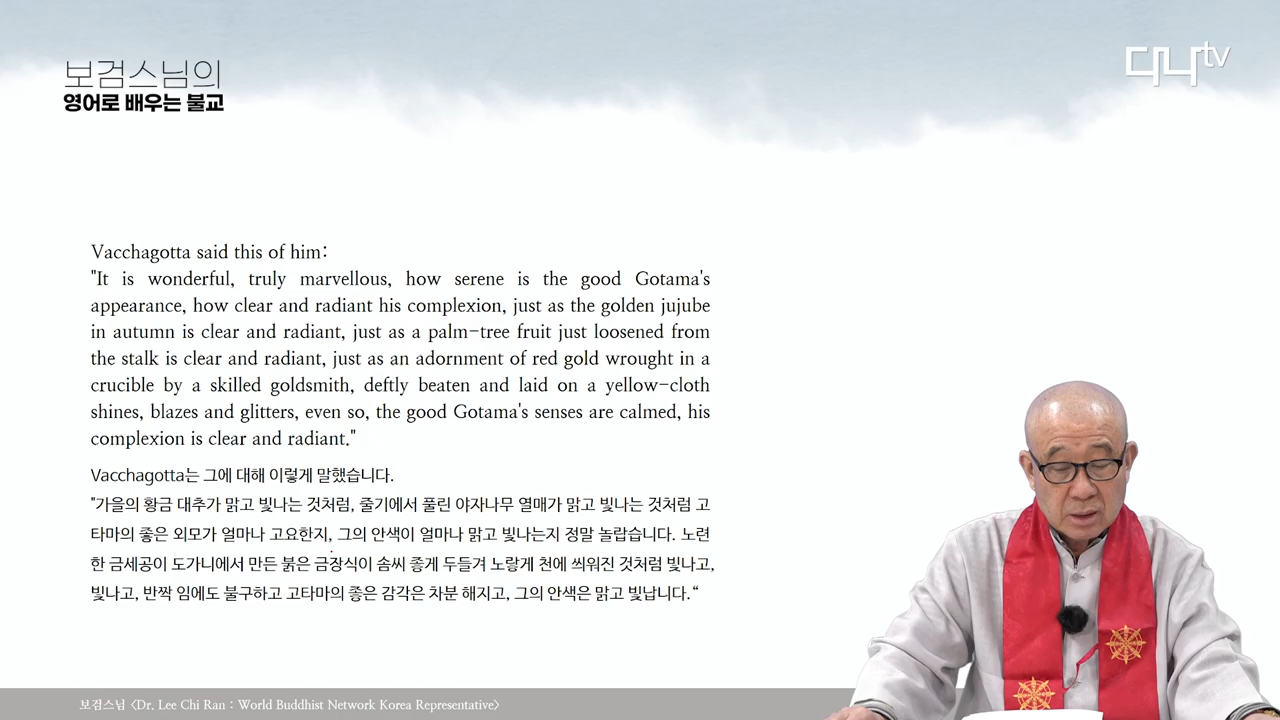 보검스님의
영어로 배우는 불교
다나tv
Vacchagotta said this of him:
"It is wonderful, truly marvellous, how serene is the good Gotama's
appearance, how clear and radiant his complexion, just as the golden jujube
in autumn is clear and radiant, just as a palm-tree fruit just loosened from
the stalk is clear and radiant, just as an adornment of red gold wrought in a
crucible by a skilled goldsmith, deftly beaten and laid on a yellow-cloth
shines, blazes and glitters, even so, the good Gotama's senses are calmed, his
complexion is clear and radiant."
Vacchagotta는 그에 대해 이렇게 말했습니다.
"가을의 황금 대추가 맑고 빛나는 것처럼, 줄기에서 풀린 야자나무 열매가 맑고 빛나는 것처럼 고
타마의 좋은 외모가 얼마나 고요한지, 그의 안색이 얼마나 맑고 빛나는지 정말 놀랍습니다. 노련
한 금세공이 도가니에서 만든 붉은 금장식이 솜씨 좋게 두들겨 노랗게 천에 씌워진 것처럼 빛나고,
빛나고, 반짝 임에도 불구하고 고타마의 좋은 감각은 차분 해지고, 그의 안색은 맑고 빛납니다.“
보검스님 <Dr. Lee Chi Ran : World Buddhist Network Korea Representative>